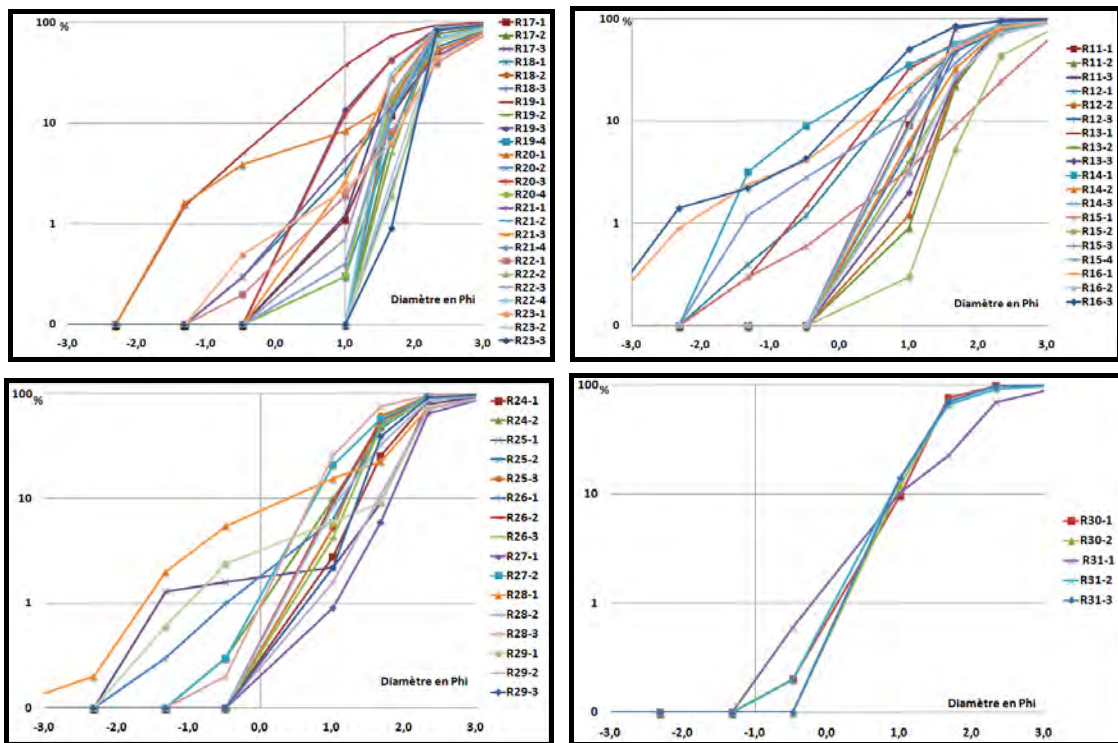 100
%
10
1
0
Diamètre en Phi
-3,0 -2,0 -1,0 1,0 2,0 3,0
R17-1
R17-2
R17-3
R18-1
R18-2
R18-3
R19-1
R19-2
R19-3
R19-4
R20-1
R20-2
R20-3
R20-4
R21-1
R21-2
R21-3
R21-4
R22-1
R22-2
R22-3
R22-4
R23-1
R23-2
R23-3
100
%
10
1
0
Diamètre en Phi
-3,0 -2,0 -1,0 0,0 1,0 2,0 3,0
R11-1
R11-2
R11-3
R12-1
R12-2
R12-3
R13-1
R13-2
R13-3
R14-1
R14-2
R14-3
R15-1
R15-2
R15-3
R15-4
R16-1
R16-2
R16-3
100
%
10
1
0
Diamètre en Phi
-3,0 -2,0 -1,0 0,0 1,0 2,0 3,0
R24-1
R24-2
R25-1
R25-2
R25-3
R26-1
R26-2
R26-3
R27-1
R27-2
R28-1
R28-2
R28-3
R29-1
R29-2
R29-3
100
%
10
1
0
Diamètre en Phi
-3,0 -2,0 -1,0 0,0 1,0 2,0 3,0
R30-1
R30-2
R31-1
R31-2
R31-3